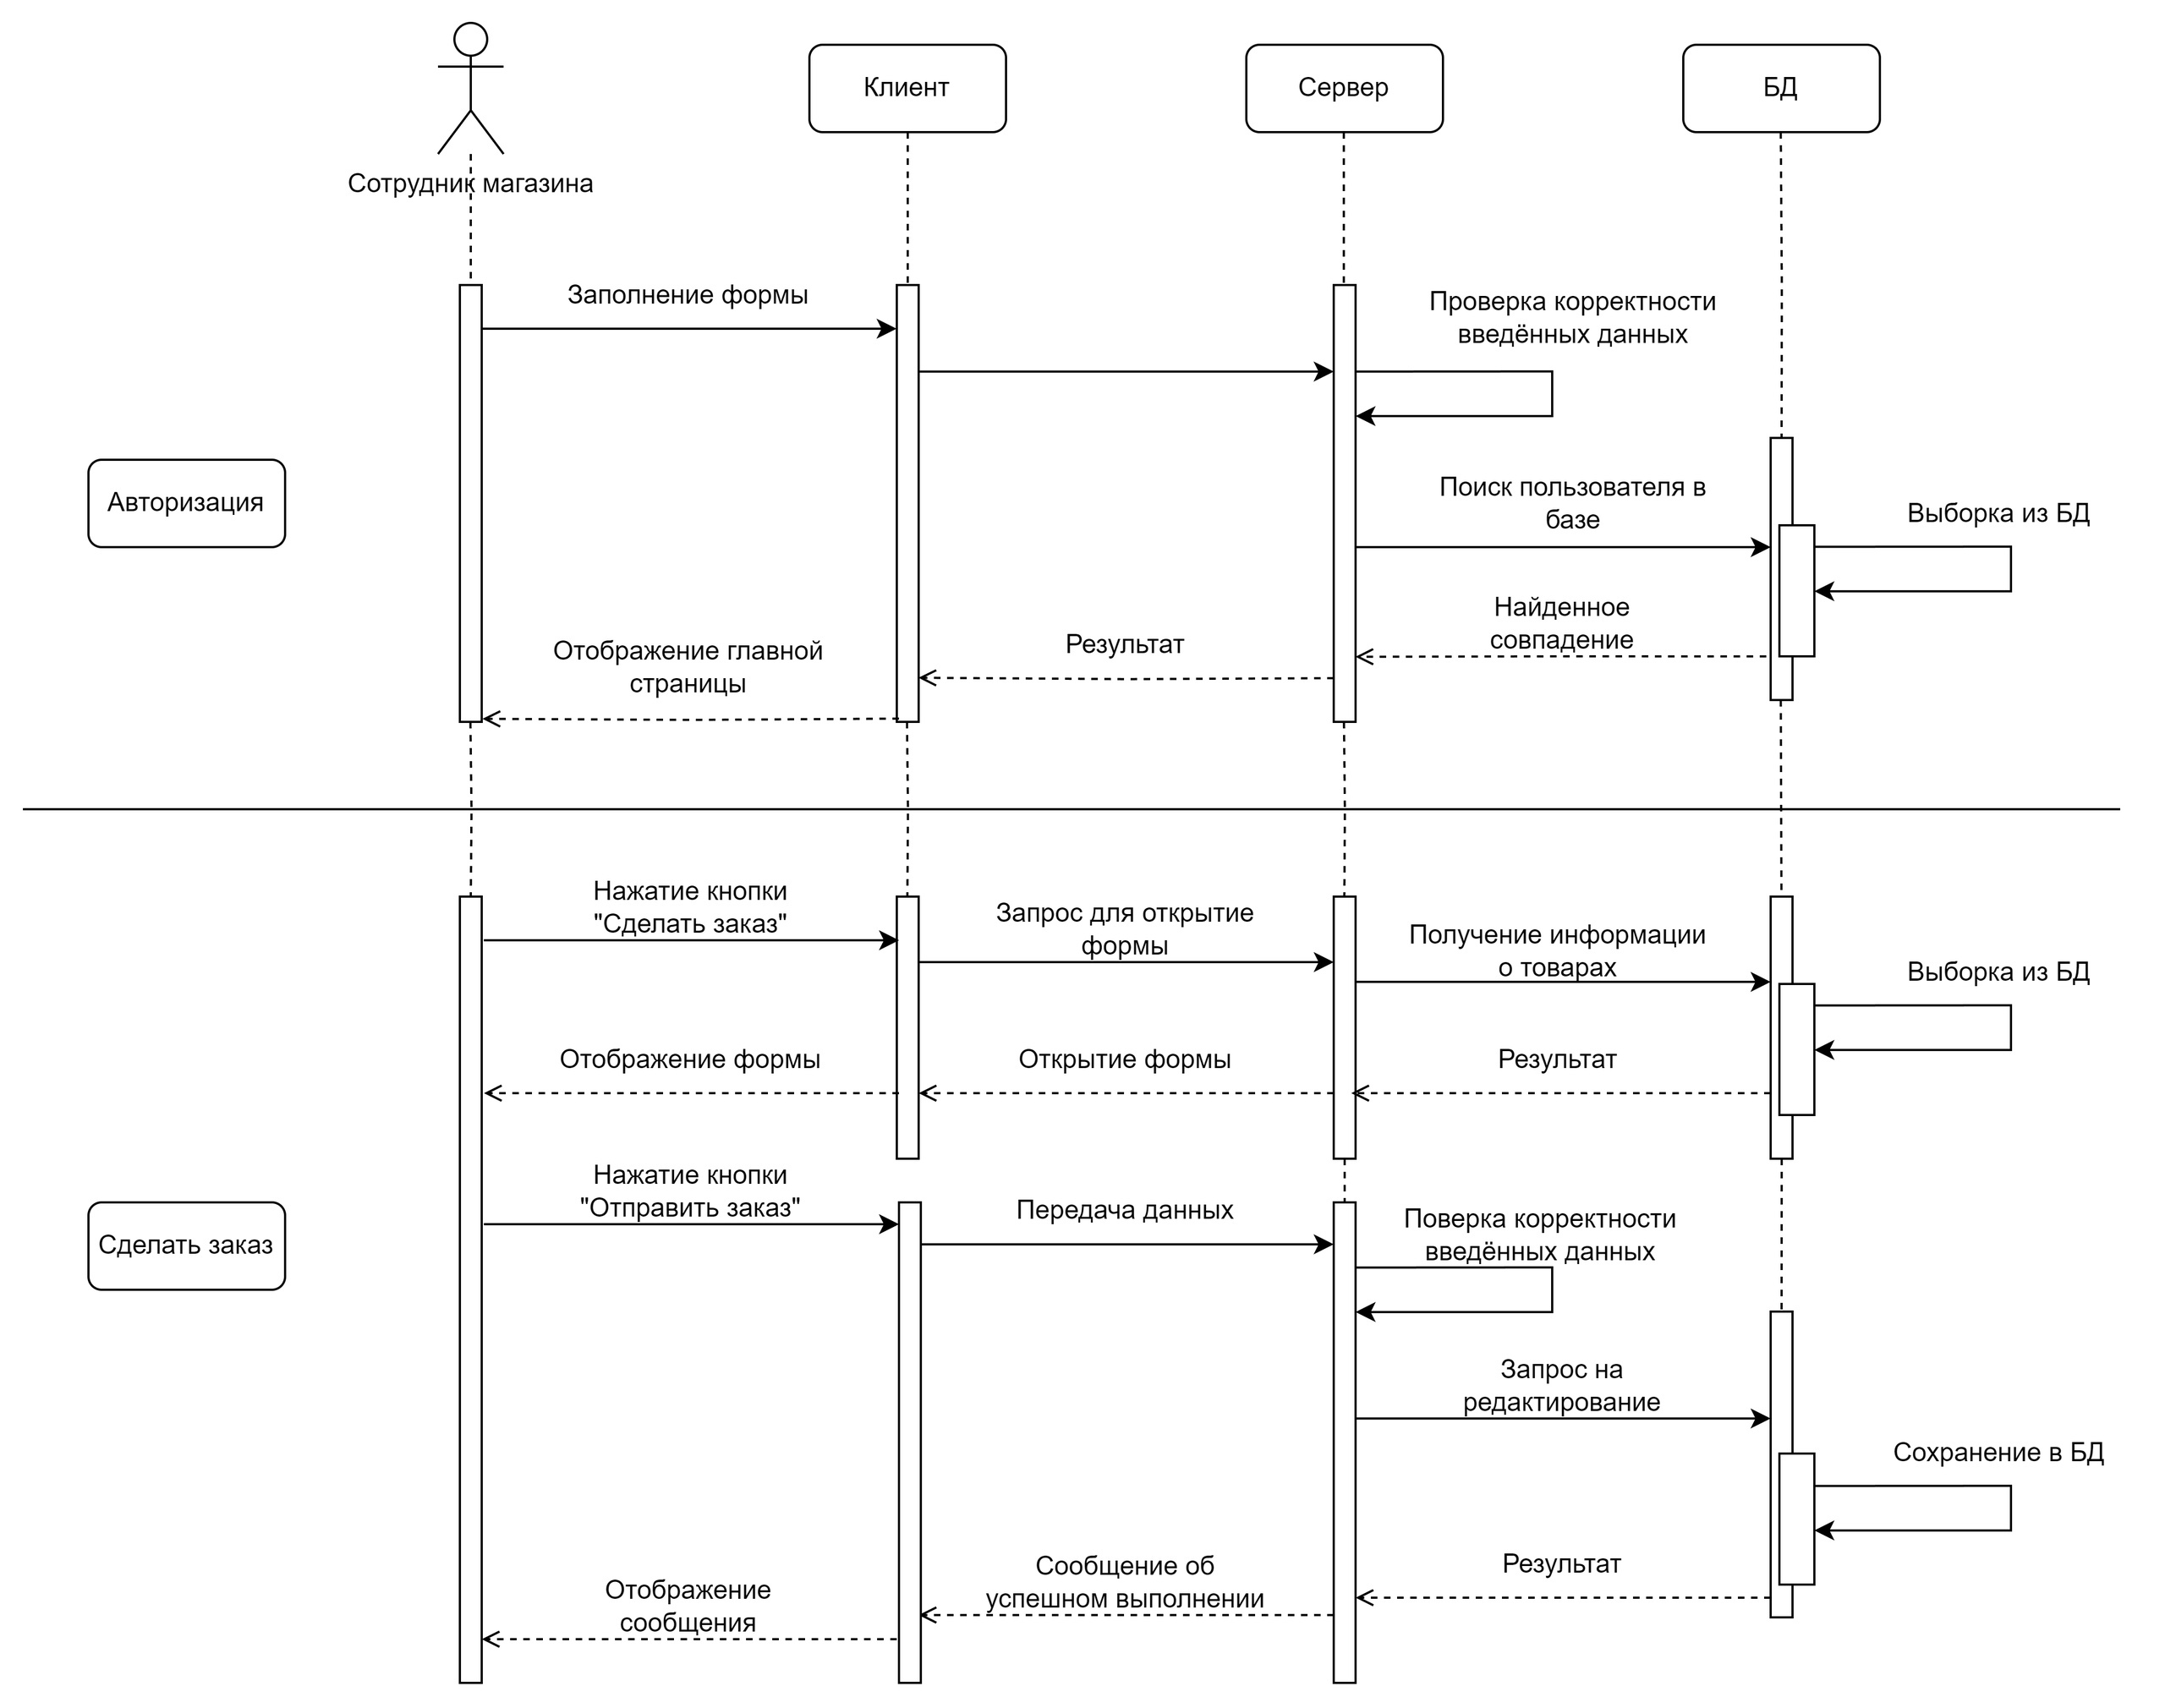 Клиент
Сервер
БД
Сотрудник магазина
Заполнение формы
Проверка корректности
введённых данных
Авторизация
Поиск пользователя в
базе
Выборка из БД
Найденное
совпадение
Результат
Отображение главной
страницы
Нажатие кнопки
"Сделать заказ"
Запрос для открытие
формы
Получение информации
о товарах
Выборка из БД
Отображение формы
Открытие формы
Результат
Нажатие кнопки
"Отправить заказ"
Передача данных
Поверка корректности
введённых данных
Сделать заказ
Запрос на
редактирование
Сохранение в БД
Результат
Сообщение об
успешном выполнении
Отображение
сообщения